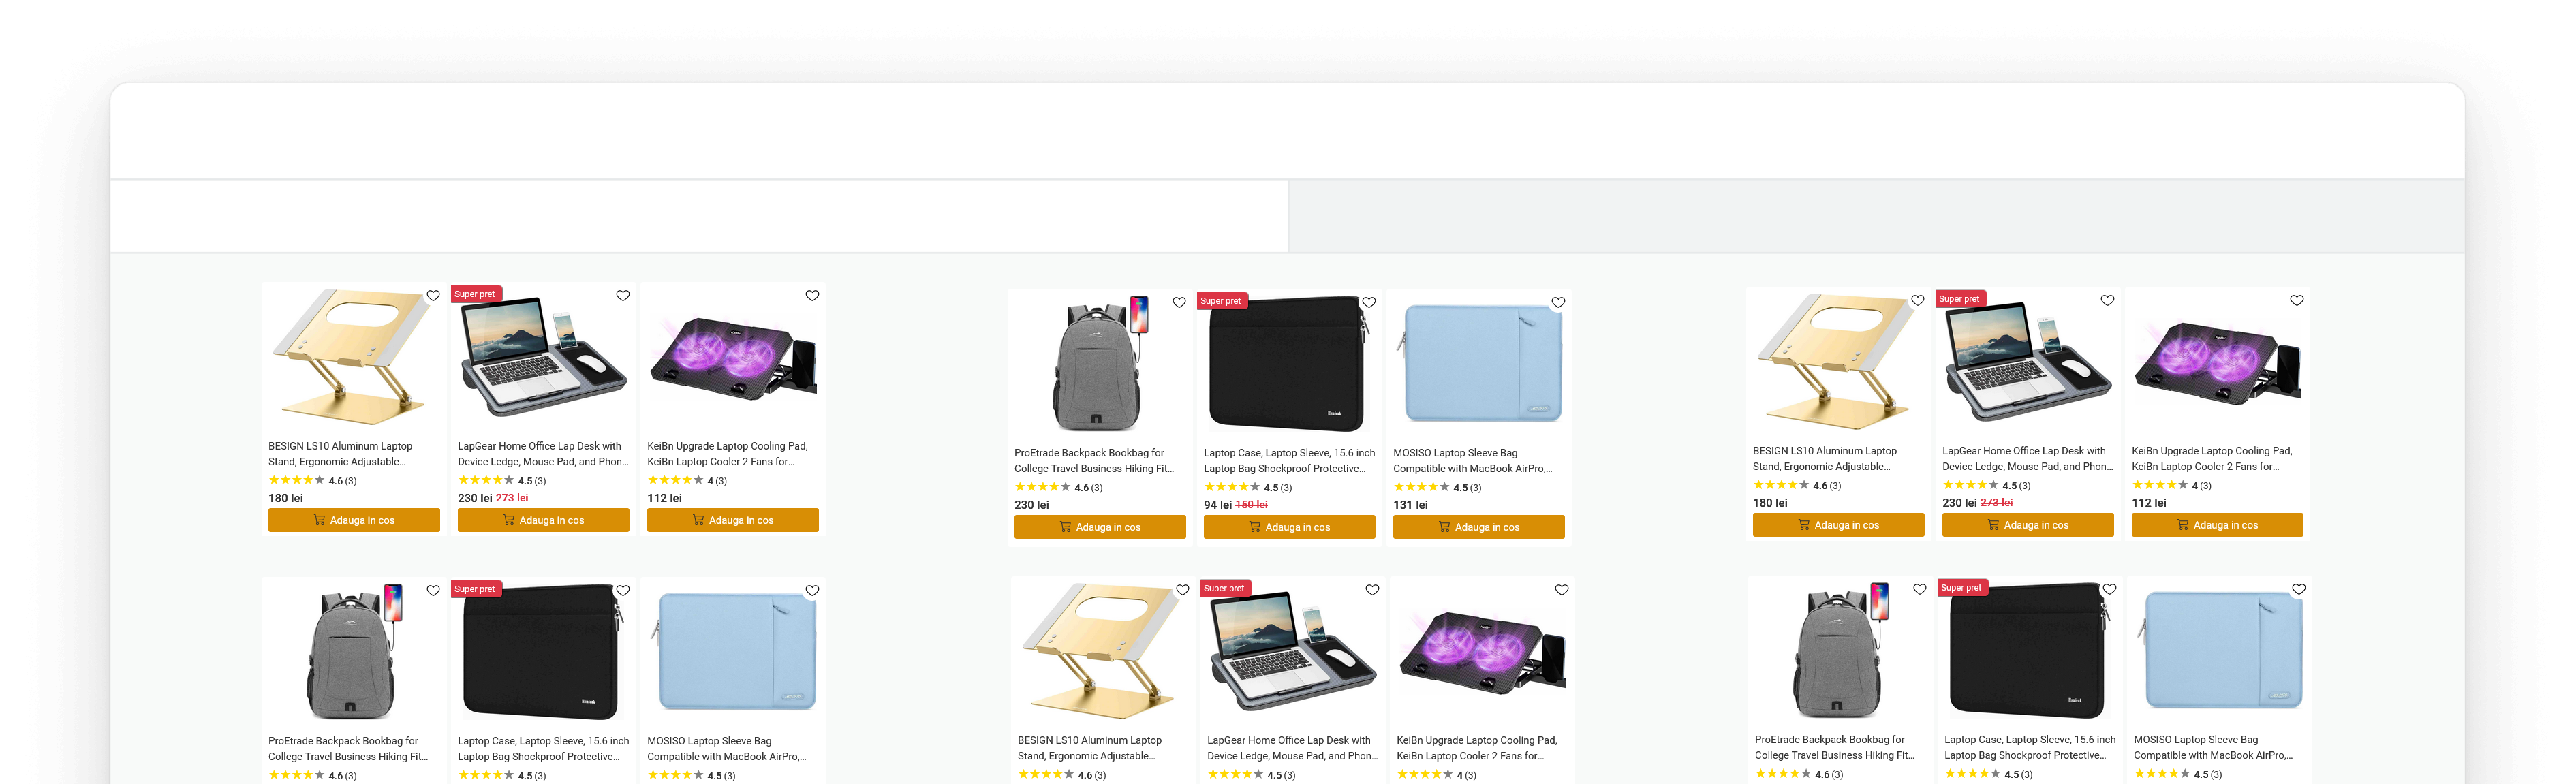 Super pret
BESIGN LS10 Aluminum Laptop
Stand, Ergonomic Adjustable...
4.6 (3)
180 lei
Adauga in cos
LapGear Home Office Lap Desk with
Device Ledge, Mouse Pad, and Phon...
4.5 (3)
230 lei 273 lei
Adauga in cos
KeiBn Upgrade Laptop Cooling Pad,
KeiBn Laptop Cooler 2 Fans for...
4 (3)
112 lei
Adauga in cos
Super pret
ProEtrade Backpack Bookbag for
College Travel Business Hiking Fit...
4.6 (3)
230 lei
Adauga in cos
Laptop Case, Laptop Sleeve, 15.6 inch
Laptop Bag Shockproof Protective...
4.5 (3)
94 lei 150 lei
Adauga in cos
MOSISO Laptop Sleeve Bag
Compatible with MacBook AirPro,...
4.5 (3)
131 lei
Adauga in cos
Super pret
BESIGN LS10 Aluminum Laptop
Stand, Ergonomic Adjustable...
4.6 (3)
180 lei
Adauga in cos
LapGear Home Office Lap Desk with
Device Ledge, Mouse Pad, and Phon...
4.5 (3)
230 lei 273 lei
Adauga in cos
KeiBn Upgrade Laptop Cooling Pad,
KeiBn Laptop Cooler 2 Fans for...
4 (3)
112 lei
Adauga in cos
Super pret
ProEtrade Backpack Bookbag for
College Travel Business Hiking Fit...
4.6 (3)
Laptop Case, Laptop Sleeve, 15.6 inch
Laptop Bag Shockproof Protective...
4.5 (3)
MOSISO Laptop Sleeve Bag
Compatible with MacBook AirPro,...
4.5 (3)
Super pret
BESIGN LS10 Aluminum Laptop
Stand, Ergonomic Adjustable...
4.6 (3)
LapGear Home Office Lap Desk with
Device Ledge, Mouse Pad, and Phon...
4.5 (3)
KeiBn Upgrade Laptop Cooling Pad,
KeiBn Laptop Cooler 2 Fans for...
4 (3)
Super pret
ProEtrade Backpack Bookbag for
College Travel Business Hiking Fit...
4.6 (3)
Laptop Case, Laptop Sleeve, 15.6 inch
Laptop Bag Shockproof Protective...
4.5 (3)
MOSISO Laptop Sleeve Bag
Compatible with MacBook AirPro,...
4.5 (3)